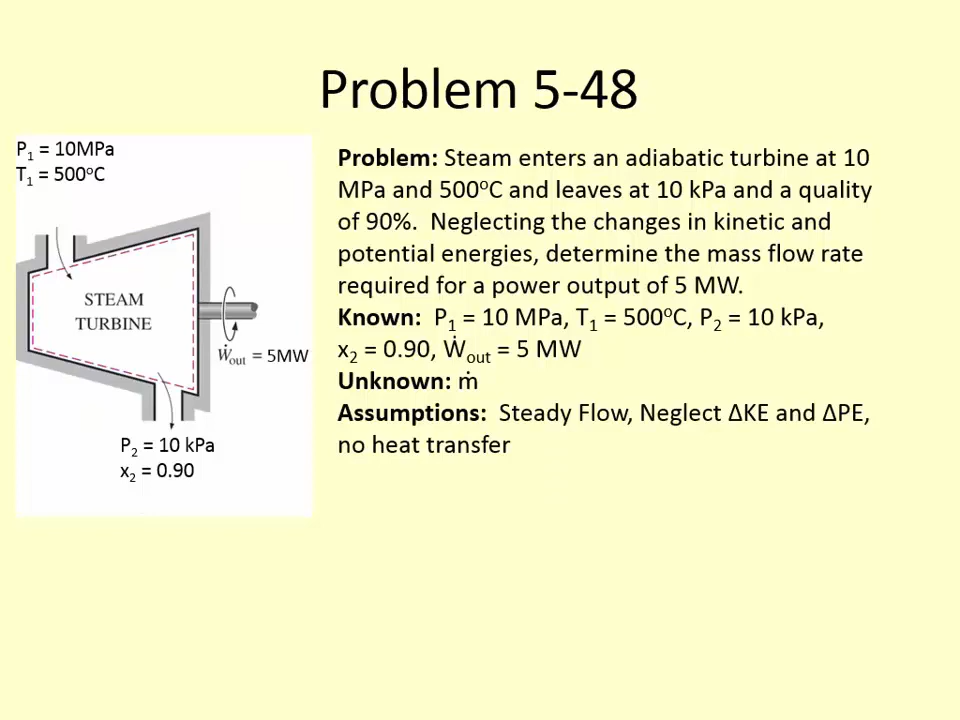 Problem 5-48
P₁ = 10MPa
T₁ = 500ºC
STEAM
TURBINE
Ẇout = 5MW
P₂ = 10 kPa
x₂ = 0.90
Problem: Steam enters an adiabatic turbine at 10
MPa and 500ºC and leaves at 10 kPa and a quality
of 90%.  Neglecting the changes in kinetic and
potential energies, determine the mass flow rate
required for a power output of 5 MW.
Known:  P₁ = 10 MPa, T₁ = 500ºC, P₂ = 10 kPa,
x₂ = 0.90, Ẇout = 5 MW
Unknown: ṁ
Assumptions:  Steady Flow, Neglect ΔKE and ΔPE,
no heat transfer